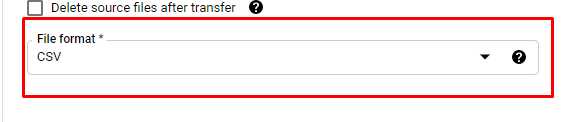 Delete source files after transfer ?
File format *
CSV ?